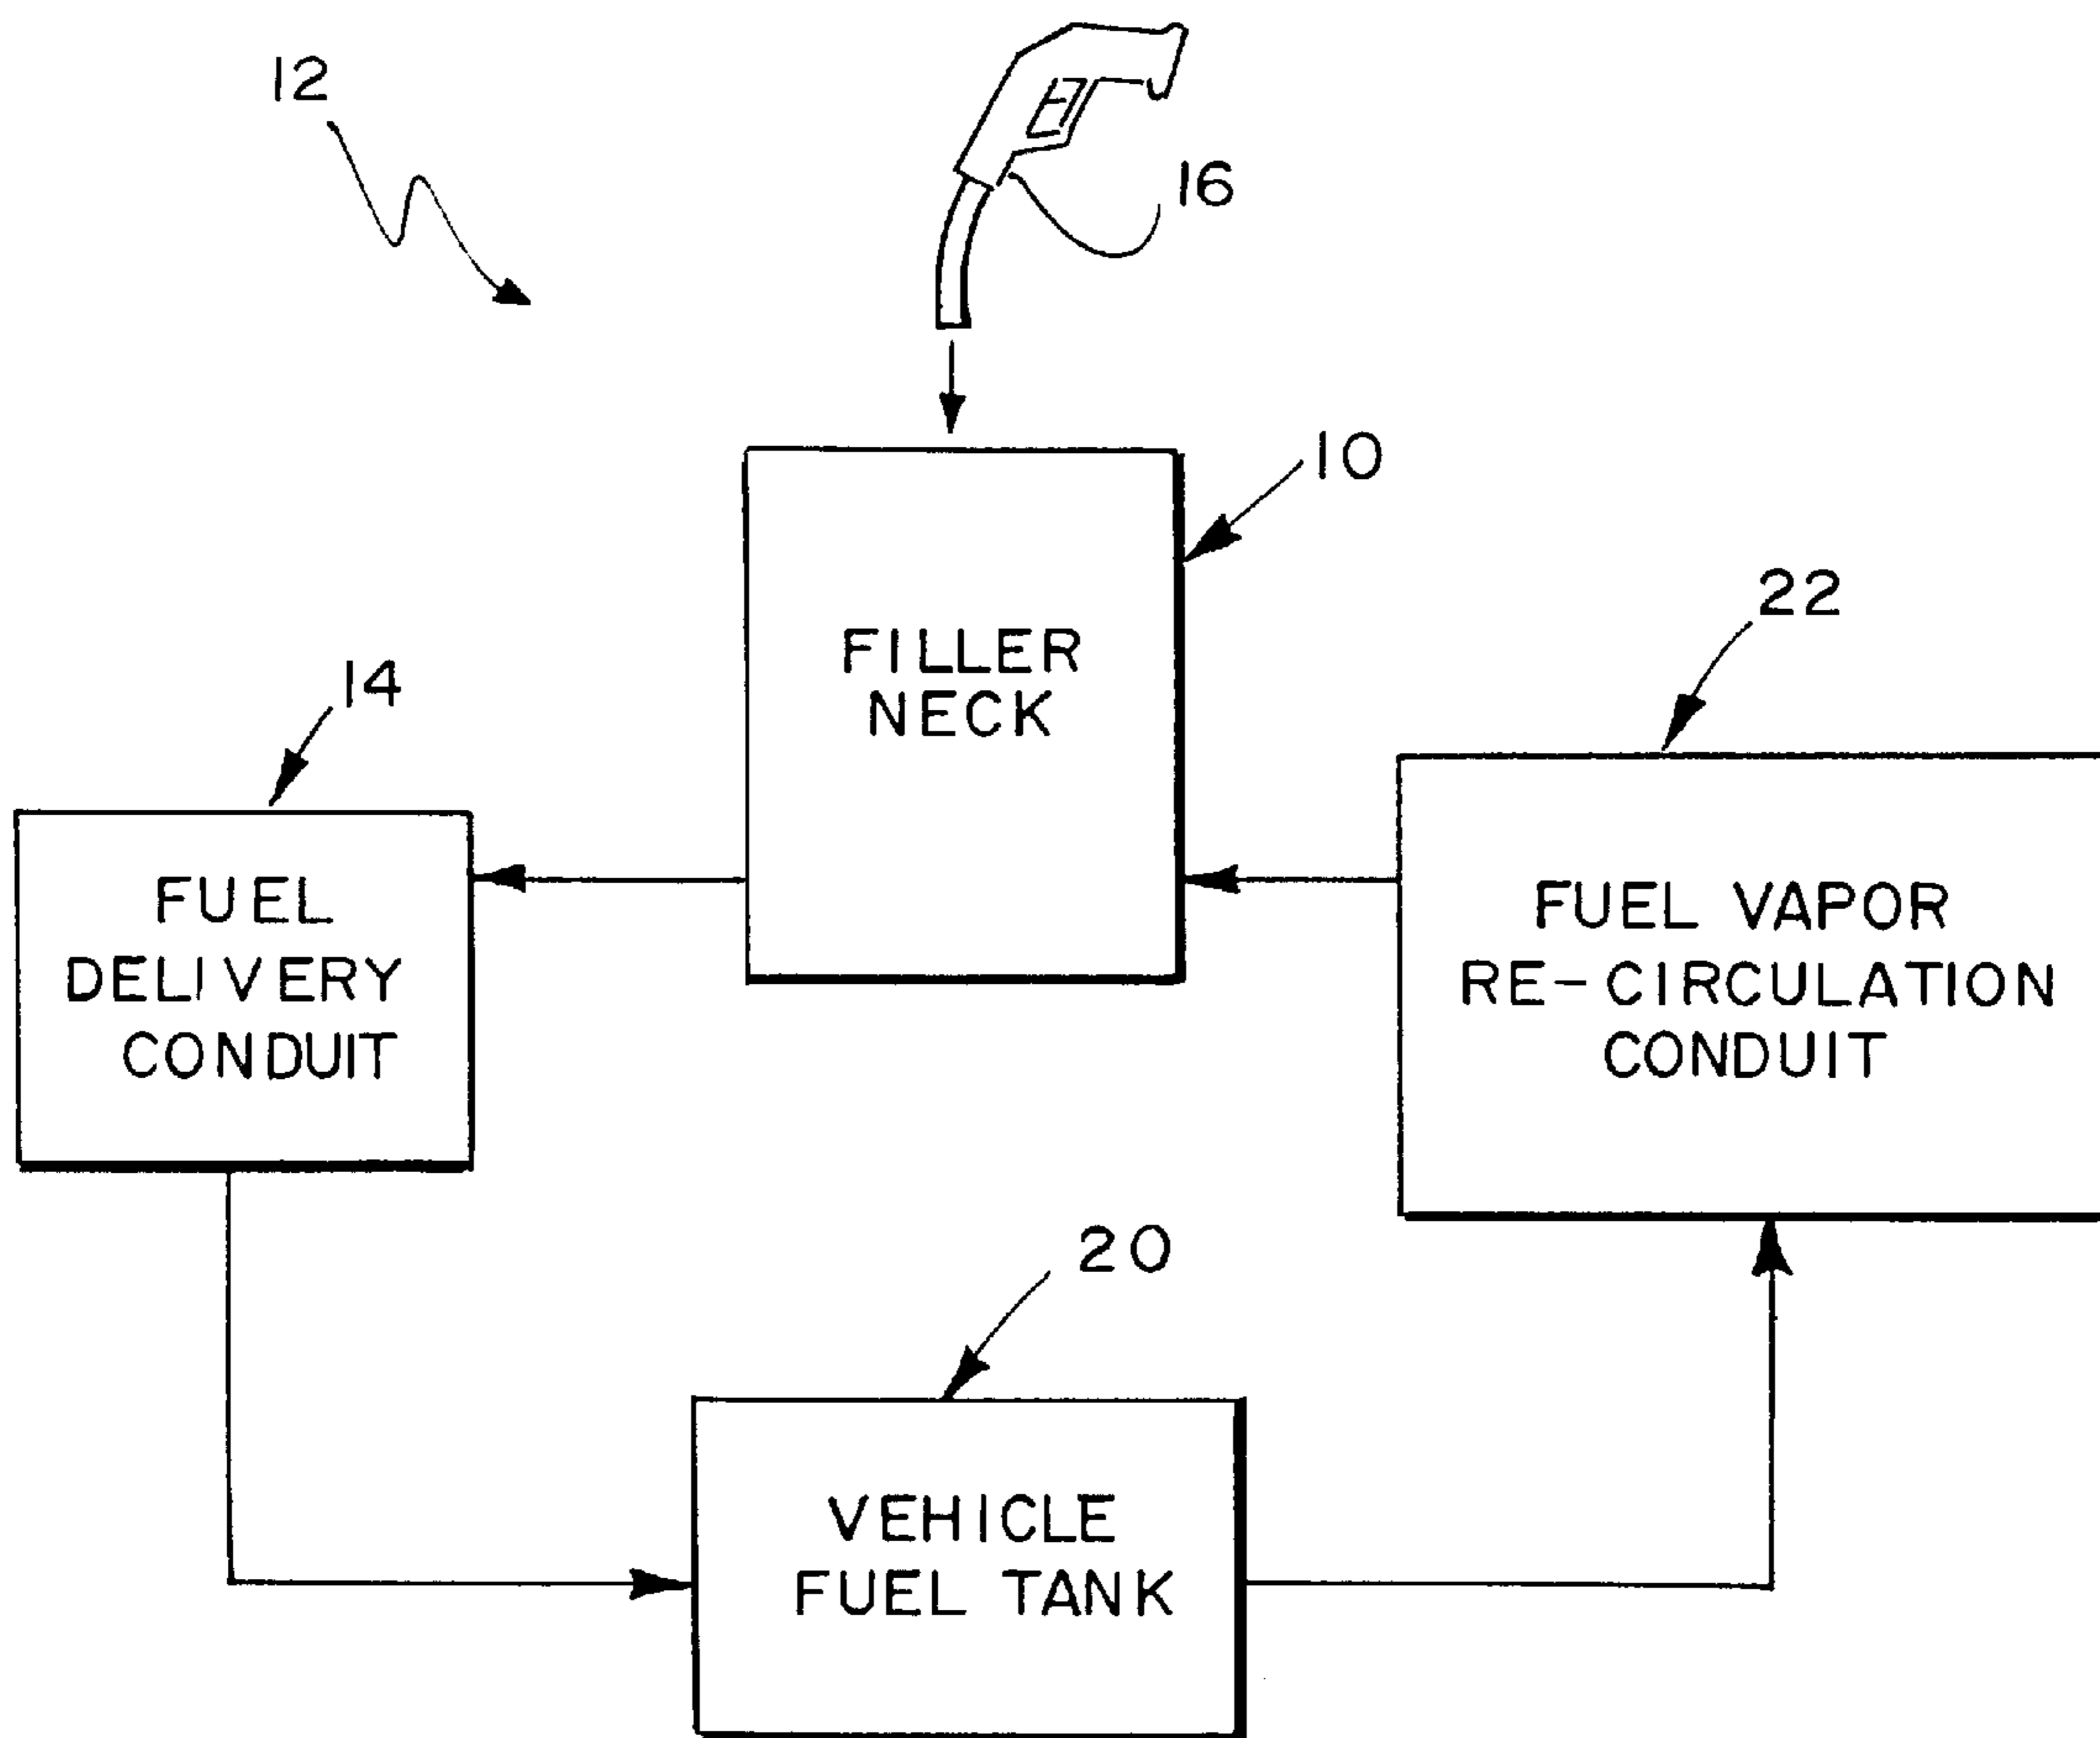 12
16
10
FILLER
NECK
22
14
FUEL
DELIVERY
CONDUIT
FUEL VAPOR
RE-CIRCULATION
CONDUIT
20
VEHICLE
FUEL TANK